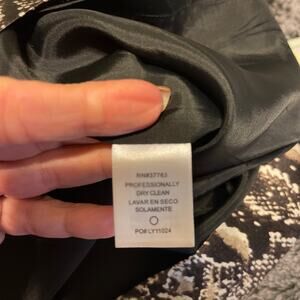 RN#37763
PROFESSIONALLY
DRY CLEAN
LAVAR EN SECO
SOLAMENTE
PO# LY11024